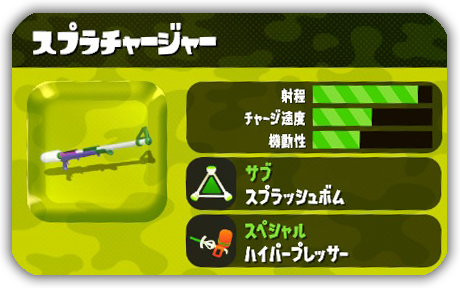 スプラチャージャー
射程
チャージ速度
機動性
サブ
スプラッシュボム
スペシャル
ハイパープレッサー